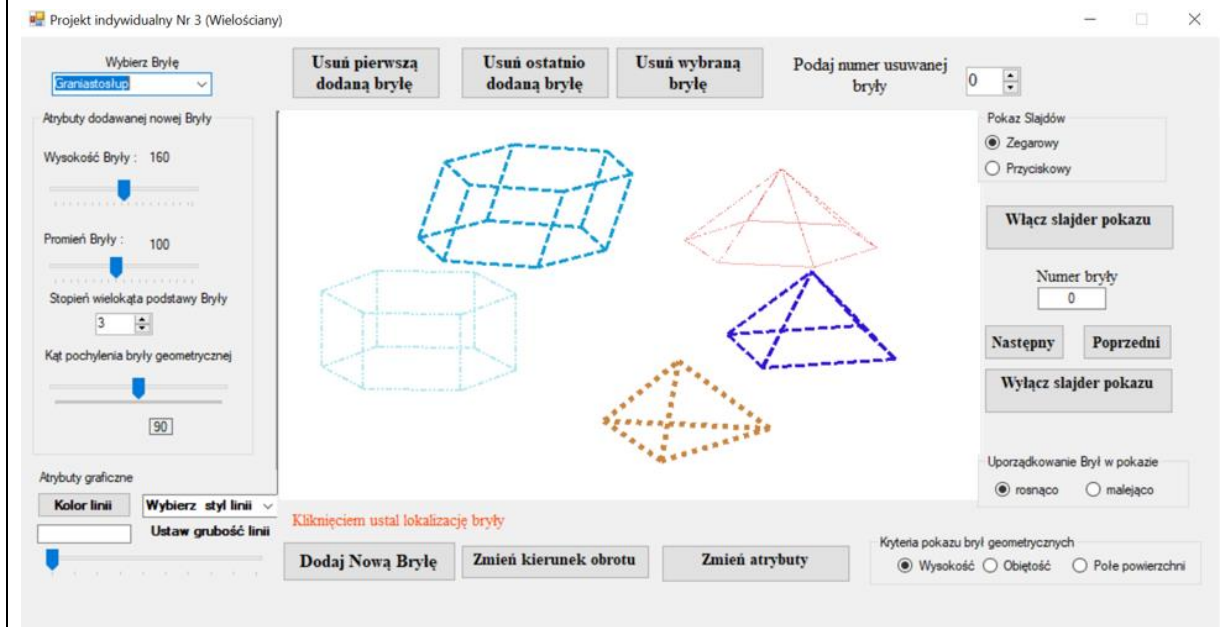 Projekt indywidualny Nr 3 (Wielościany)
Wybierz Bryłę
Graniastosłup
Usuń pierwszą
dodaną bryłę
Usuń ostatnio
dodaną bryłę
Usuń wybraną
bryłę
Podaj numer usuwanej
bryły
0
Atrybuty dodawanej nowej Bryły
Wysokość Bryły : 160
Promień Bryły : 100
Stopień wielokąta podstawy Bryły
3
Kąt pochylenia bryły geometrycznej
90
Atrybuty graficzne
Kolor linii
Wybierz styl linii
Ustaw grubość linii
Pokaz Slajdów
Zegarowy
Przyciskowy
Włącz slajder pokazu
Numer bryły
0
Następny
Poprzedni
Wyłącz slajder pokazu
Uporządkowanie Brył w pokazie
rosnąco
malejąco
Kliknięciem ustal lokalizację bryły
Dodaj Nową Bryłę
Zmień kierunek obrotu
Zmień atrybuty
Kryteria pokazu brył geometrycznych
Wysokość
Objętość
Pole powierzchni